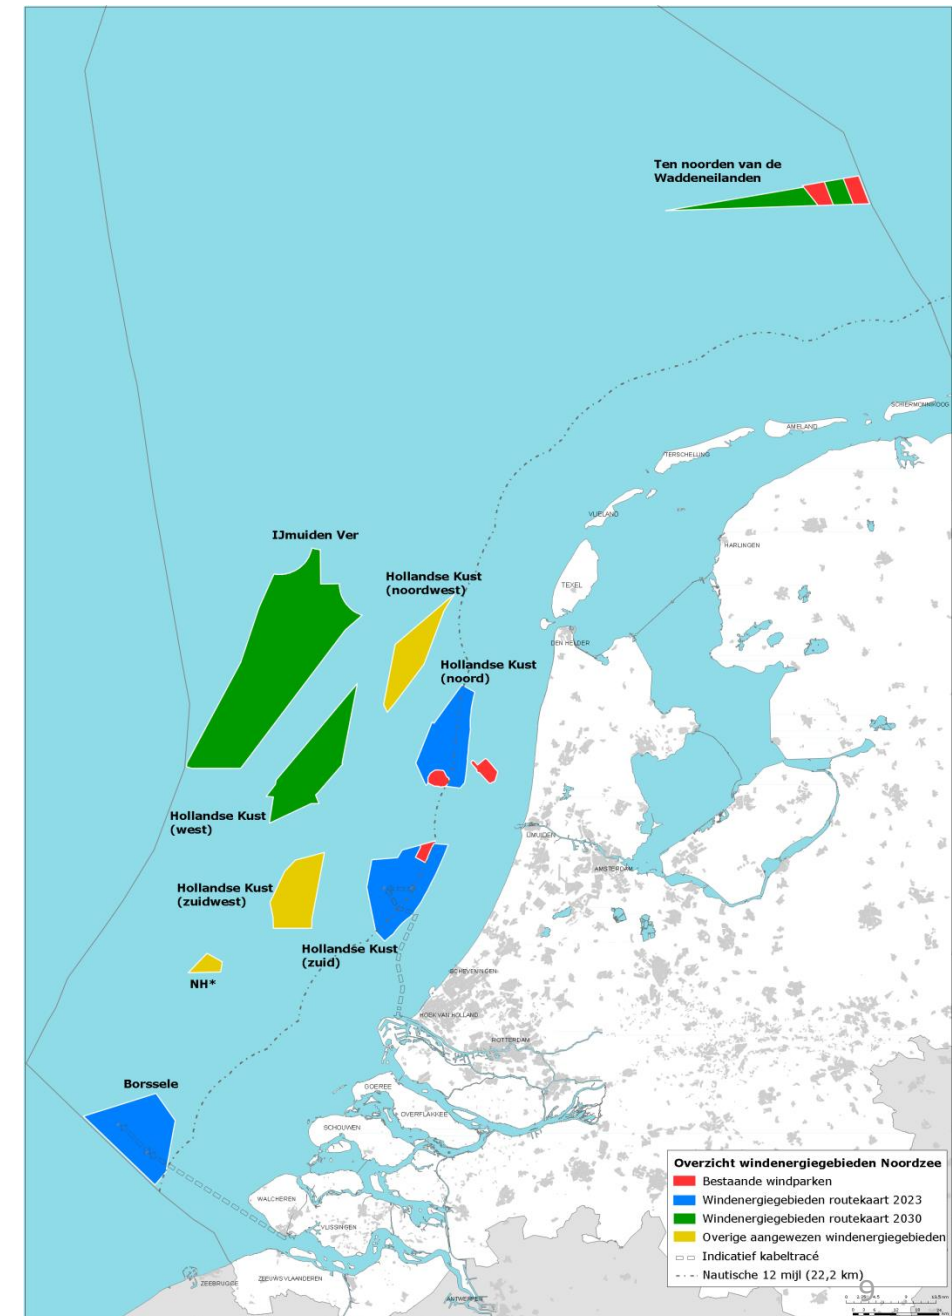 Ten noorden van de
Waddeneilanden
SCHIERMONNIKOOG
AMELAND
TERSCHELLING
VLIELAND
HARLINGEN
IJmuiden Ver
Hollandse Kust
(noordwest)
TEXEL
DEN HELDER
Hollandse Kust
(noord)
Hollandse Kust
(west)
IJMUIDEN
AMSTERDAM
Hollandse Kust
(zuidwest)
Hollandse Kust
(zuid)
NH*
SCHEVENINGEN
HOEK VAN HOLLAND
ROTTERDAM
Borssele
GOEREE
OVERFLAKKEE
SCHOUWEN
WALCHEREN
VLISSINGEN
ZEEBRUGGE
ZEEUWS VLAANDEREN
ANTWERPEN
Overzicht windenergiegebieden Noordzee
Bestaande windparken
Windenergiegebieden routekaart 2023
Windenergiegebieden routekaart 2030
Overige aangewezen windenergiegebieden
Indicatief kabeltracé
Nautische 12 mijl (22,2 km)
9